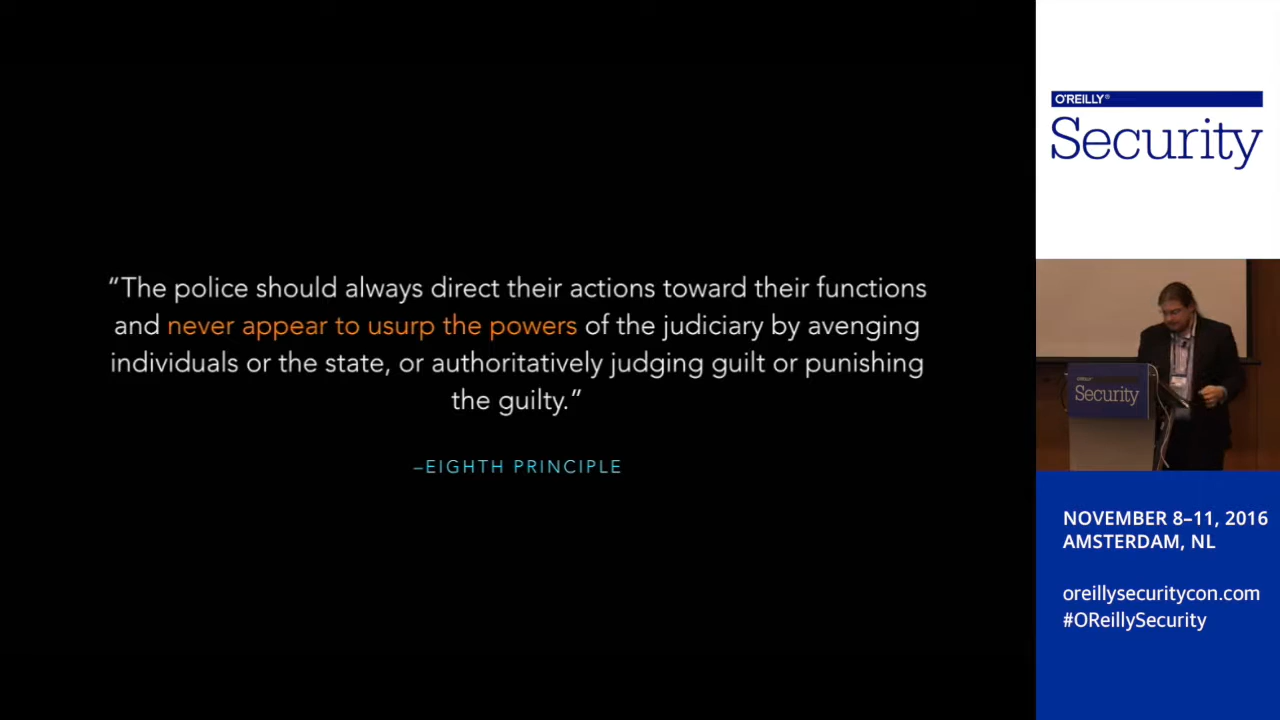 “The police should always direct their actions toward their functions
and never appear to usurp the powers of the judiciary by avenging
individuals or the state, or authoritatively judging guilt or punishing
the guilty.”
–EIGHTH PRINCIPLE
O'REILLY®
Security
O'REILLY
Security
NOVEMBER 8–11, 2016
AMSTERDAM, NL
oreillysecuritycon.com
#OReillySecurity